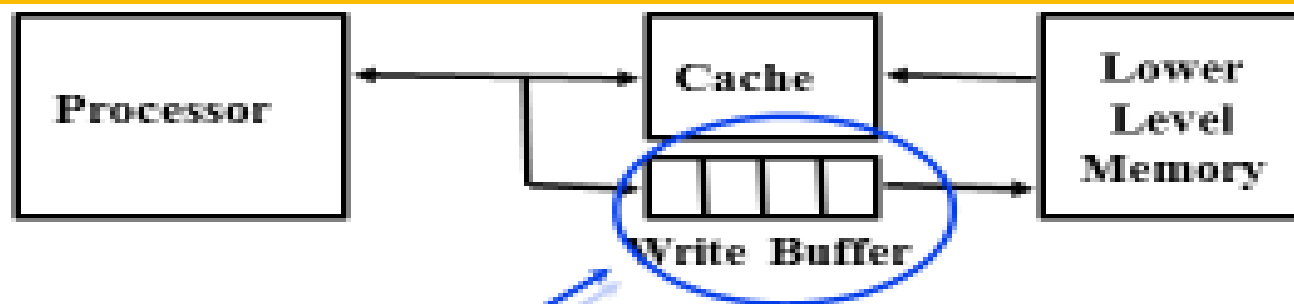 Processor
Cache
Lower
Level
Memory
Write Buffer